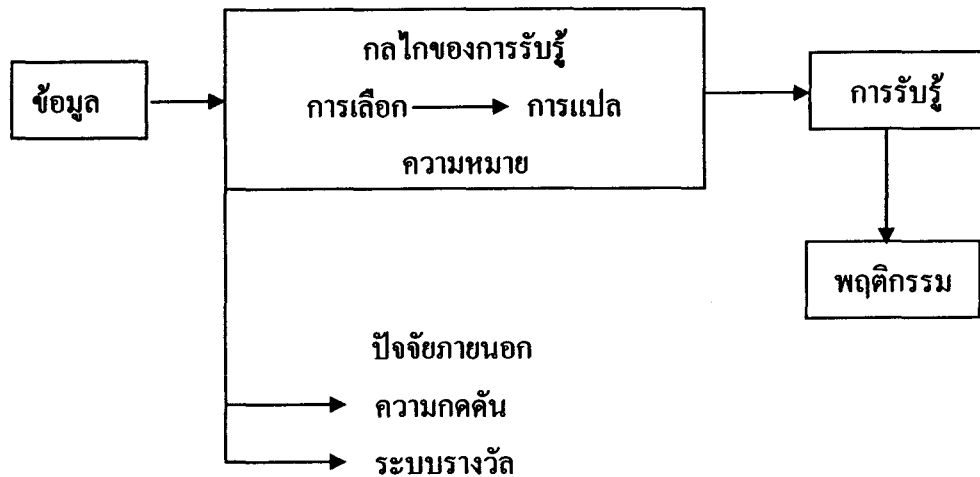 กลไกของการรับรู้
ข้อมูล
การเลือก การแปล
ความหมาย
การรับรู้
พฤติกรรม
ปัจจัยภายนอก
ความกดดัน
ระบบรางวัล